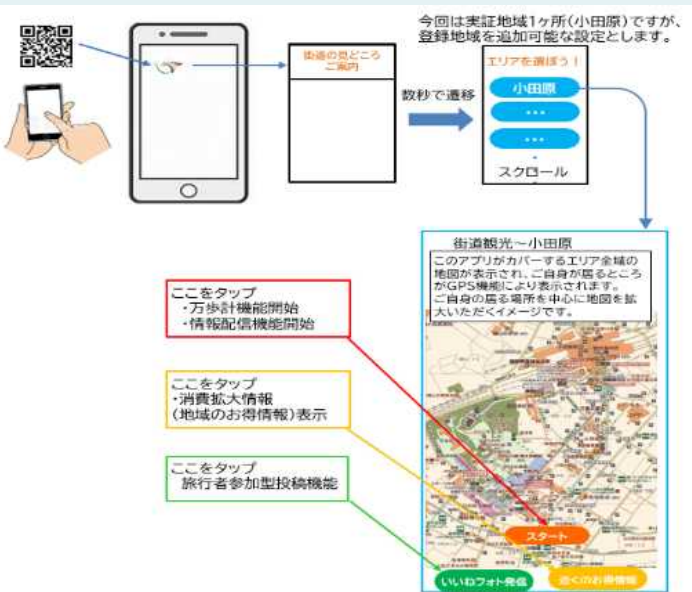 今回は実証地域1ヶ所(小田原)ですが、
登録地域を追加可能な設定とします。
街道の見どころ
ご案内
数秒で遷移
エリアを選ぼう！
小田原
・・・
・・・
スクロール
街道観光～小田原
このアプリがカバーするエリア全域の
地図が表示され、ご自身が居るところ
がGPS機能により表示されます。
ご自身の居る場所を中心に地図を拡
大いただくイメージです。
ここをタップ
・万歩計機能開始
・情報配信機能開始
ここをタップ
・消費拡大情報
(地域のお得情報)表示
ここをタップ
旅行者参加型投稿機能
スタート
いいねフォト発信
近くのお得情報